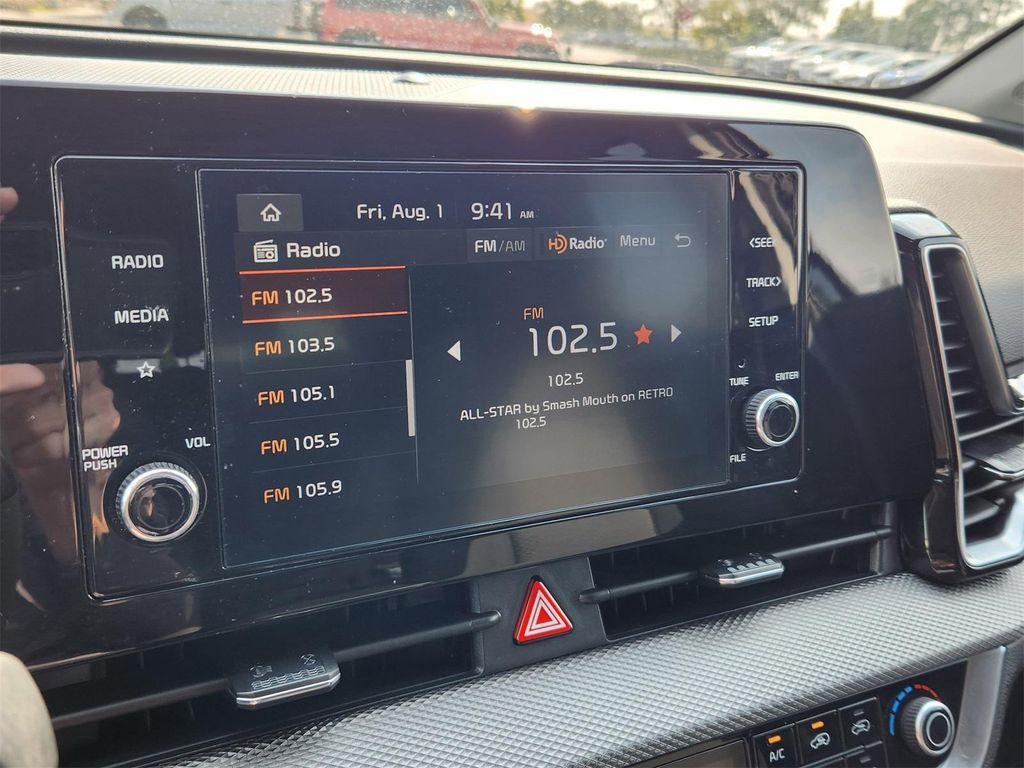 Fri, Aug. 1 9:41 AM
Radio
FM/AM HD Radio Menu
FM 102.5
FM 103.5
FM 105.1
FM 105.5
FM 105.9
FM
102.5
102.5
ALL-STAR by Smash Mouth on RETRO
102.5
RADIO
MEDIA
POWER
PUSH
VOL
<SEEK
TRACK>
SETUP
TUNE
ENTER
FILE
A/C